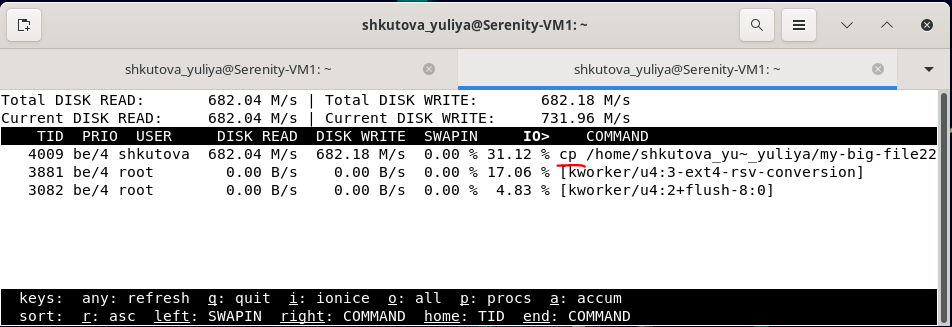 shkutova_yuliya@Serenity-VM1: ~
shkutova_yuliya@Serenity-VM1: ~ shkutova_yuliya@Serenity-VM1: ~
Total DISK READ: 682.04 M/s | Total DISK WRITE: 682.18 M/s
Current DISK READ: 682.04 M/s | Current DISK WRITE: 731.96 M/s
TID PRIO USER DISK READ DISK WRITE SWAPIN IO> COMMAND
4009 be/4 shkutova 682.04 M/s 682.18 M/s 0.00 % 31.12 % cp /home/shkutova_yu~_yuliya/my-big-file22
3881 be/4 root 0.00 B/s 0.00 B/s 0.00 % 17.06 % [kworker/u4:3-ext4-rsv-conversion]
3082 be/4 root 0.00 B/s 0.00 B/s 0.00 % 4.83 % [kworker/u4:2+flush-8:0]
keys: any: refresh q: quit i: ionice o: all p: procs a: accum
sort: r: asc left: SWAPIN right: COMMAND home: TID end: COMMAND